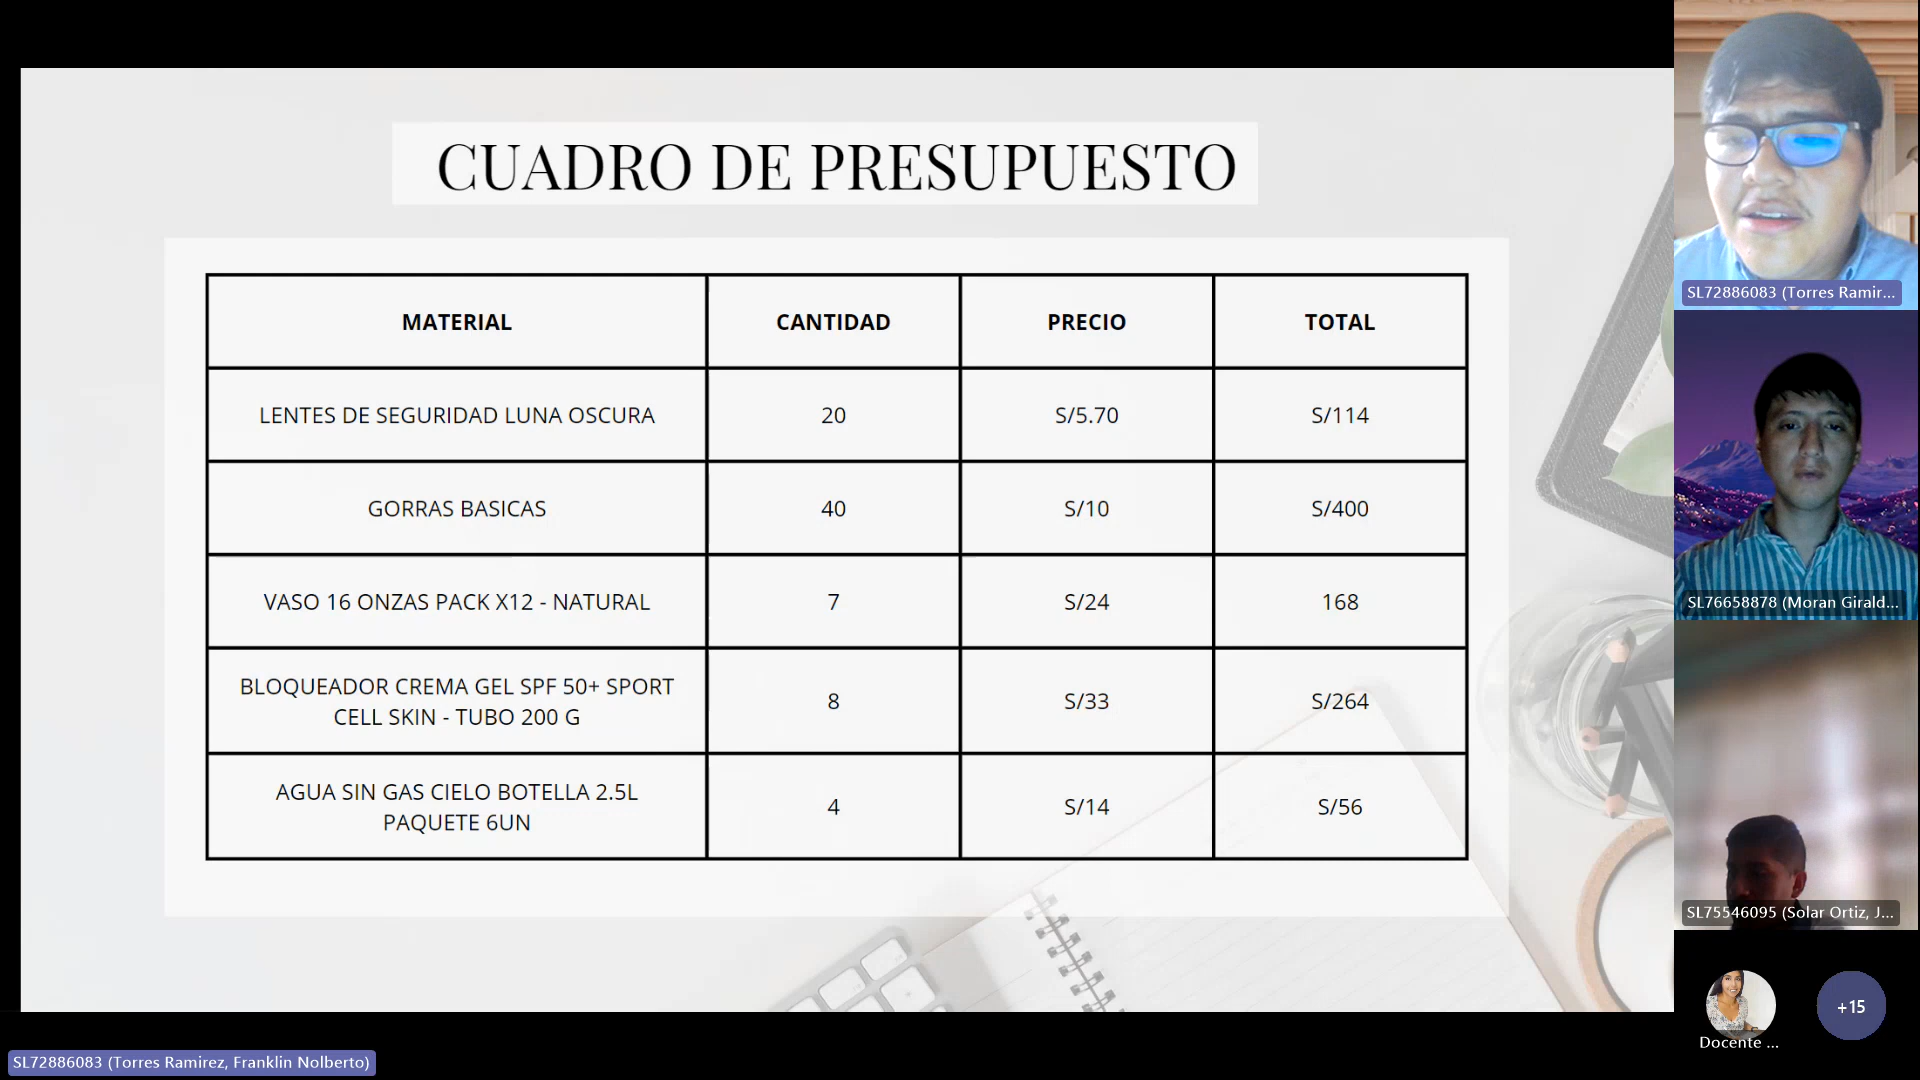 CUADRO DE PRESUPUESTO
MATERIAL CANTIDAD PRECIO TOTAL
LENTES DE SEGURIDAD LUNA OSCURA 20 S/5.70 S/114
GORRAS BASICAS 40 S/10 S/400
VASO 16 ONZAS PACK X12 - NATURAL 7 S/24 168
BLOQUEADOR CREMA GEL SPF 50+ SPORT
CELL SKIN - TUBO 200 G 8 S/33 S/264
AGUA SIN GAS CIELO BOTELLA 2.5L
PAQUETE 6UN 4 S/14 S/56
SL72886083 (Torres Ramir...
SL76658878 (Moran Girald...
SL75546095 (Solar Ortiz, J...
Docente ...
+15
SL72886083 (Torres Ramirez, Franklin Nolberto)